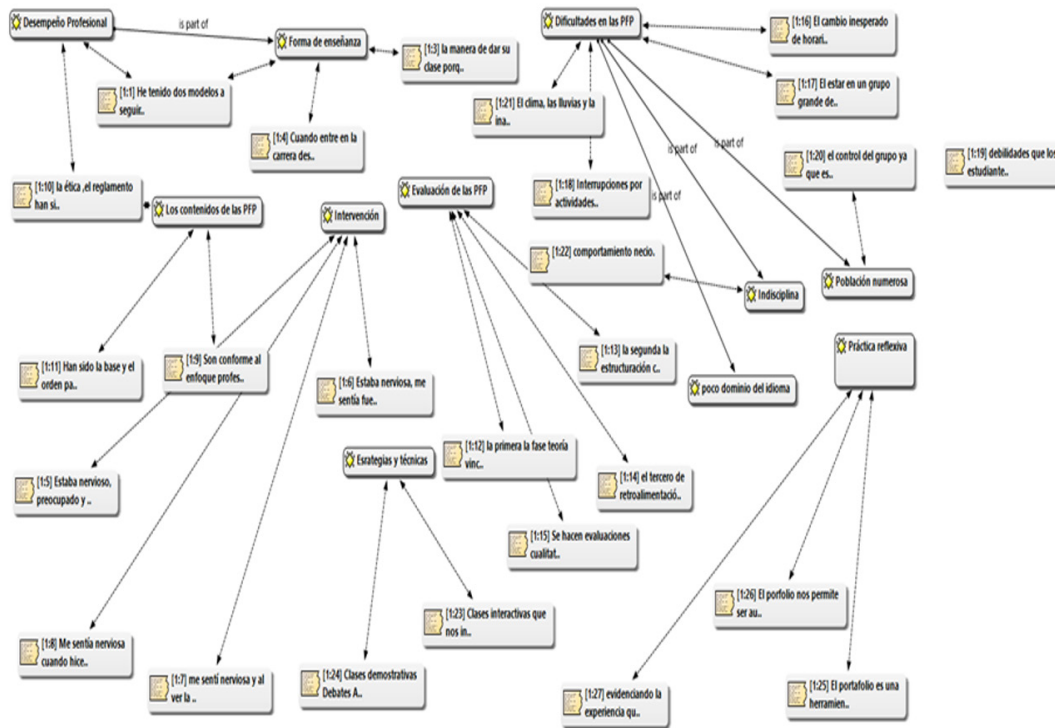 Desempeño Profesional
is part of
Forma de enseñanza
Dificultades en las PFP
[1:16] El cambio inesperado
de horari..
[1:3] la manera de dar su
clase porq..
[1:17] El estar en un grupo
grande de..
[1:1] He tenido dos modelos a
seguir..
[1:21] El clima, las lluvias y la
ina..
[1:4] Cuando entre en la
carrera des..
is part of
is part of
[1:20] el control del grupo ya
que es..
[1:19] debilidades que los
estudiante..
[1:10] la ética ,el reglamento
han si..
Los contenidos de las PFP
Evaluación de las PFP
[1:18] Interrupciones por
actividades..
is part of
Intervención
[1:22] comportamiento necio.
Indisciplina
Población numerosa
[1:11] Han sido la base y el
orden pa..
[1:9] Son conforme al
enfoque profes..
[1:6] Estaba nerviosa, me
sentía fue..
[1:13] la segunda la
estructuración c..
Práctica reflexiva
poco dominio del idioma
[1:5] Estaba nervioso,
preocupado y ..
Esrategias y técnicas
[1:12] la primera la fase teoría
vinc..
[1:14] el tercero de
retroalimentació..
[1:15] Se hacen evaluaciones
cualitat..
[1:8] Me sentía nerviosa
cuando hice..
[1:7] me sentí nerviosa y al
ver la ..
[1:24] Clases demostrativas
Debates A..
[1:23] Clases interactivas que
nos in..
[1:26] El porfolio nos permite
ser au..
[1:27] evidenciando la
experiencia qu..
[1:25] El portafolio es una
herramien..